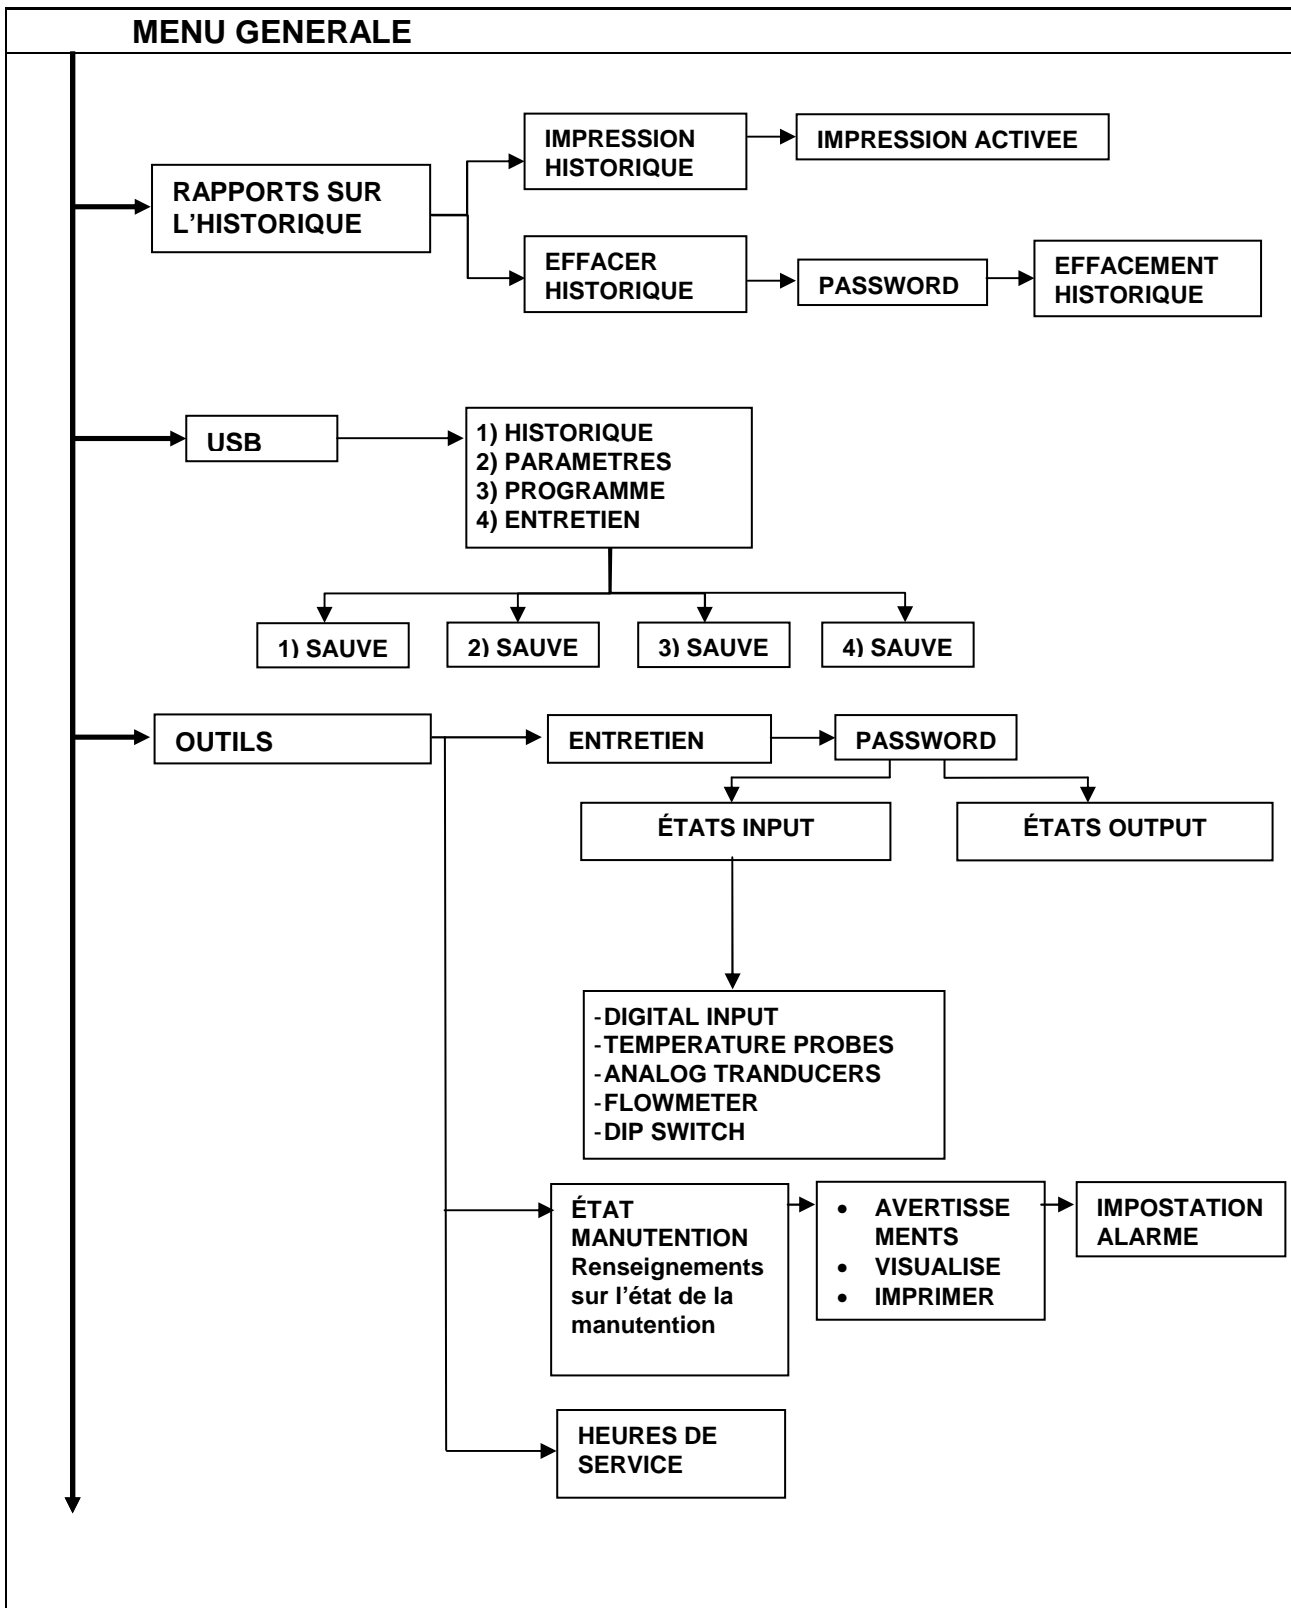 MENU GENERALE
IMPRESSION
HISTORIQUE
IMPRESSION ACTIVEE
RAPPORTS SUR
L'HISTORIQUE
EFFACER
HISTORIQUE
PASSWORD
EFFACEMENT
HISTORIQUE
USB
1) HISTORIQUE
2) PARAMETRES
3) PROGRAMME
4) ENTRETIEN
1) SAUVE
2) SAUVE
3) SAUVE
4) SAUVE
OUTILS
ENTRETIEN
PASSWORD
ÉTATS INPUT
ÉTATS OUTPUT
-DIGITAL INPUT
-TEMPERATURE PROBES
-ANALOG TRANDUCERS
-FLOWMETER
-DIP SWITCH
ÉTAT
MANUTENTION
Renseignements
sur l’état de la
manutention
• AVERTISSE
MENTS
• VISUALISE
• IMPRIMER
IMPOSTATION
ALARME
HEURES DE
SERVICE